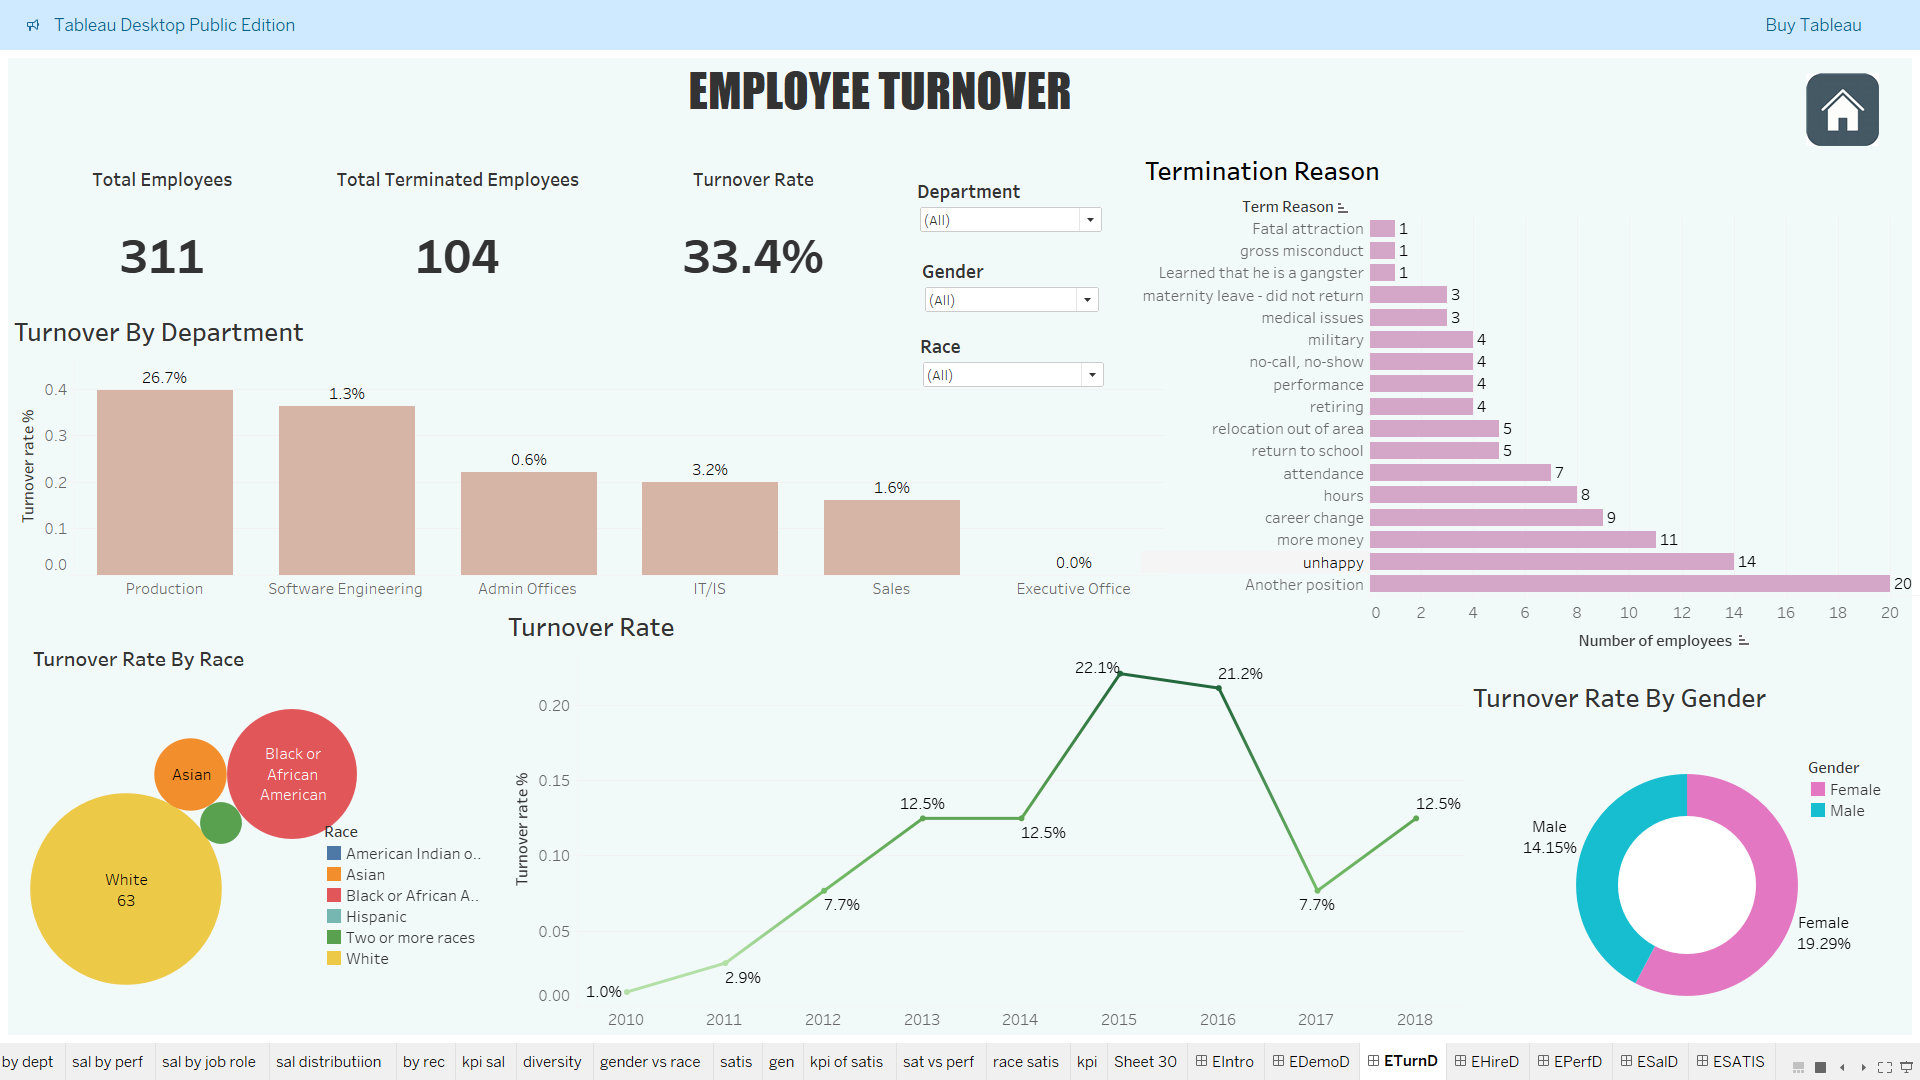 Tableau Desktop Public Edition
Buy Tableau
EMPLOYEE TURNOVER
Total Employees
311
Total Terminated Employees
104
Turnover Rate
33.4%
Department
(All)
Gender
(All)
Race
(All)
Termination Reason
Term Reason
Fatal attraction 1
gross misconduct 1
Learned that he is a gangster 1
maternity leave - did not return 3
medical issues 3
military 4
no-call, no-show 4
performance 4
retiring 4
relocation out of area 5
return to school 5
attendance 7
hours 8
career change 9
more money 11
unhappy 14
Another position 20
0 2 4 6 8 10 12 14 16 18 20
Number of employees
Turnover By Department
Turnover rate %
0.4
0.3
0.2
0.1
0.0
26.7%
1.3%
0.6%
3.2%
1.6%
0.0%
Production Software Engineering Admin Offices IT/IS Sales Executive Office
Turnover Rate By Race
Asian
Black or
African
American
White
63
Race
American Indian o..
Asian
Black or African A..
Hispanic
Two or more races
White
Turnover Rate
Turnover rate %
0.20
0.15
0.10
0.05
0.00
1.0%
2.9%
7.7%
12.5%
12.5%
22.1%
21.2%
7.7%
12.5%
2010 2011 2012 2013 2014 2015 2016 2017 2018
Turnover Rate By Gender
Gender
Female
Male
Male
14.15%
Female
19.29%
by dept sal by perf sal by job role sal distributiion by rec kpi sal diversity gender vs race satis gen kpi of satis sat vs perf race satis kpi Sheet 30 EIntro EDemoD ETurnD EHireD EPerfD ESalD ESATIS